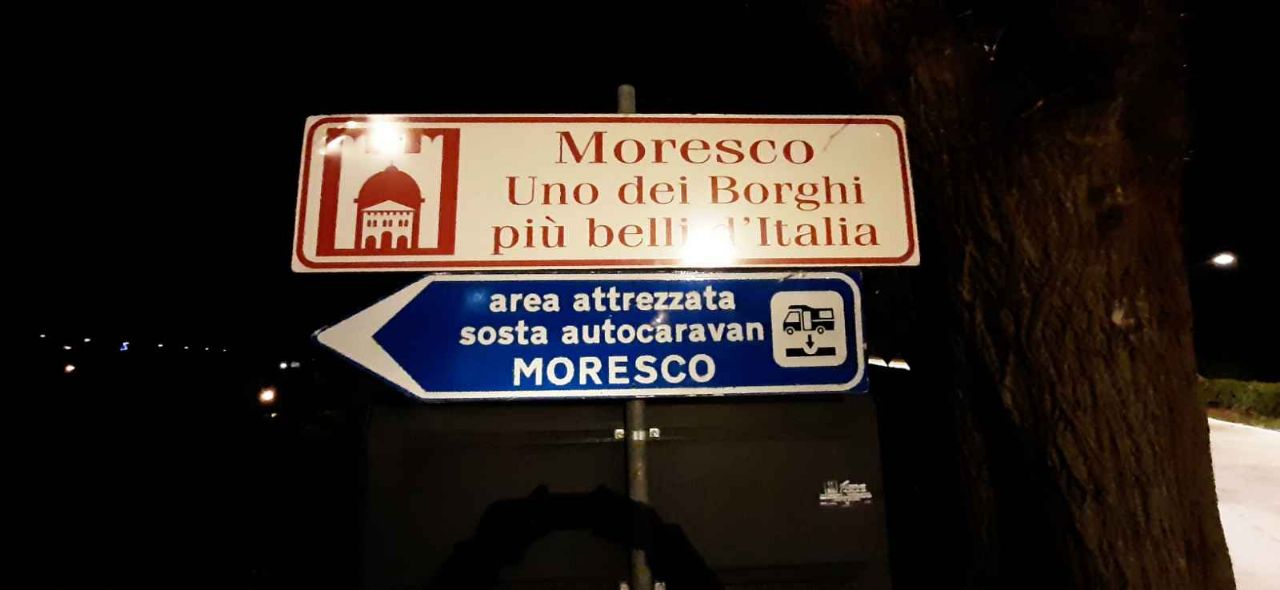 Moresco
Uno dei Borghi
più belli d'Italia
area attrezzata
sosta autocaravan
MORESCO